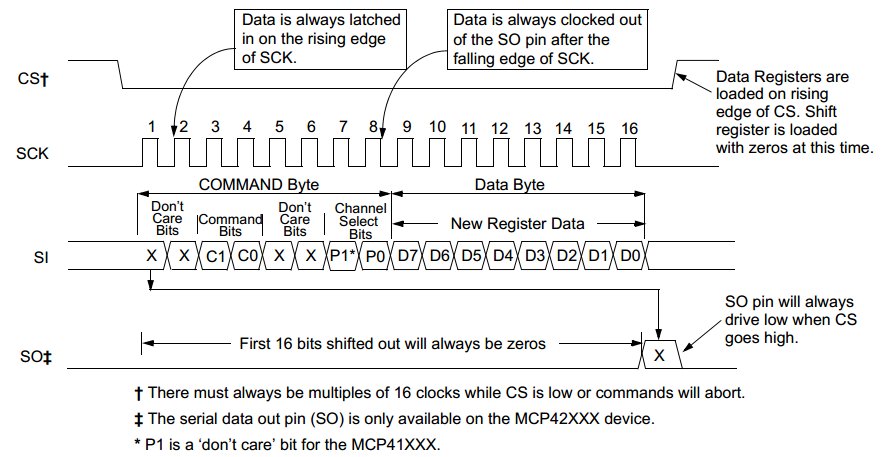 Data is always latched
in on the rising edge
of SCK.
Data is always clocked out
of the SO pin after the
falling edge of SCK.
CS†
Data Registers are
loaded on rising
edge of CS. Shift
register is loaded
with zeros at this time.
1 2 3 4 5 6 7 8 9 10 11 12 13 14 15 16
SCK
COMMAND Byte
Data Byte
Don't
Care
Bits
Command
Bits
Don't
Care
Bits
Channel
Select
Bits
New Register Data
SI
X X C1 C0 X X P1* P0 D7 D6 D5 D4 D3 D2 D1 D0
SO pin will always
drive low when CS
goes high.
First 16 bits shifted out will always be zeros
SO‡
X
† There must always be multiples of 16 clocks while CS is low or commands will abort.
‡ The serial data out pin (SO) is only available on the MCP42XXX device.
* P1 is a ‘don’t care’ bit for the MCP41XXX.